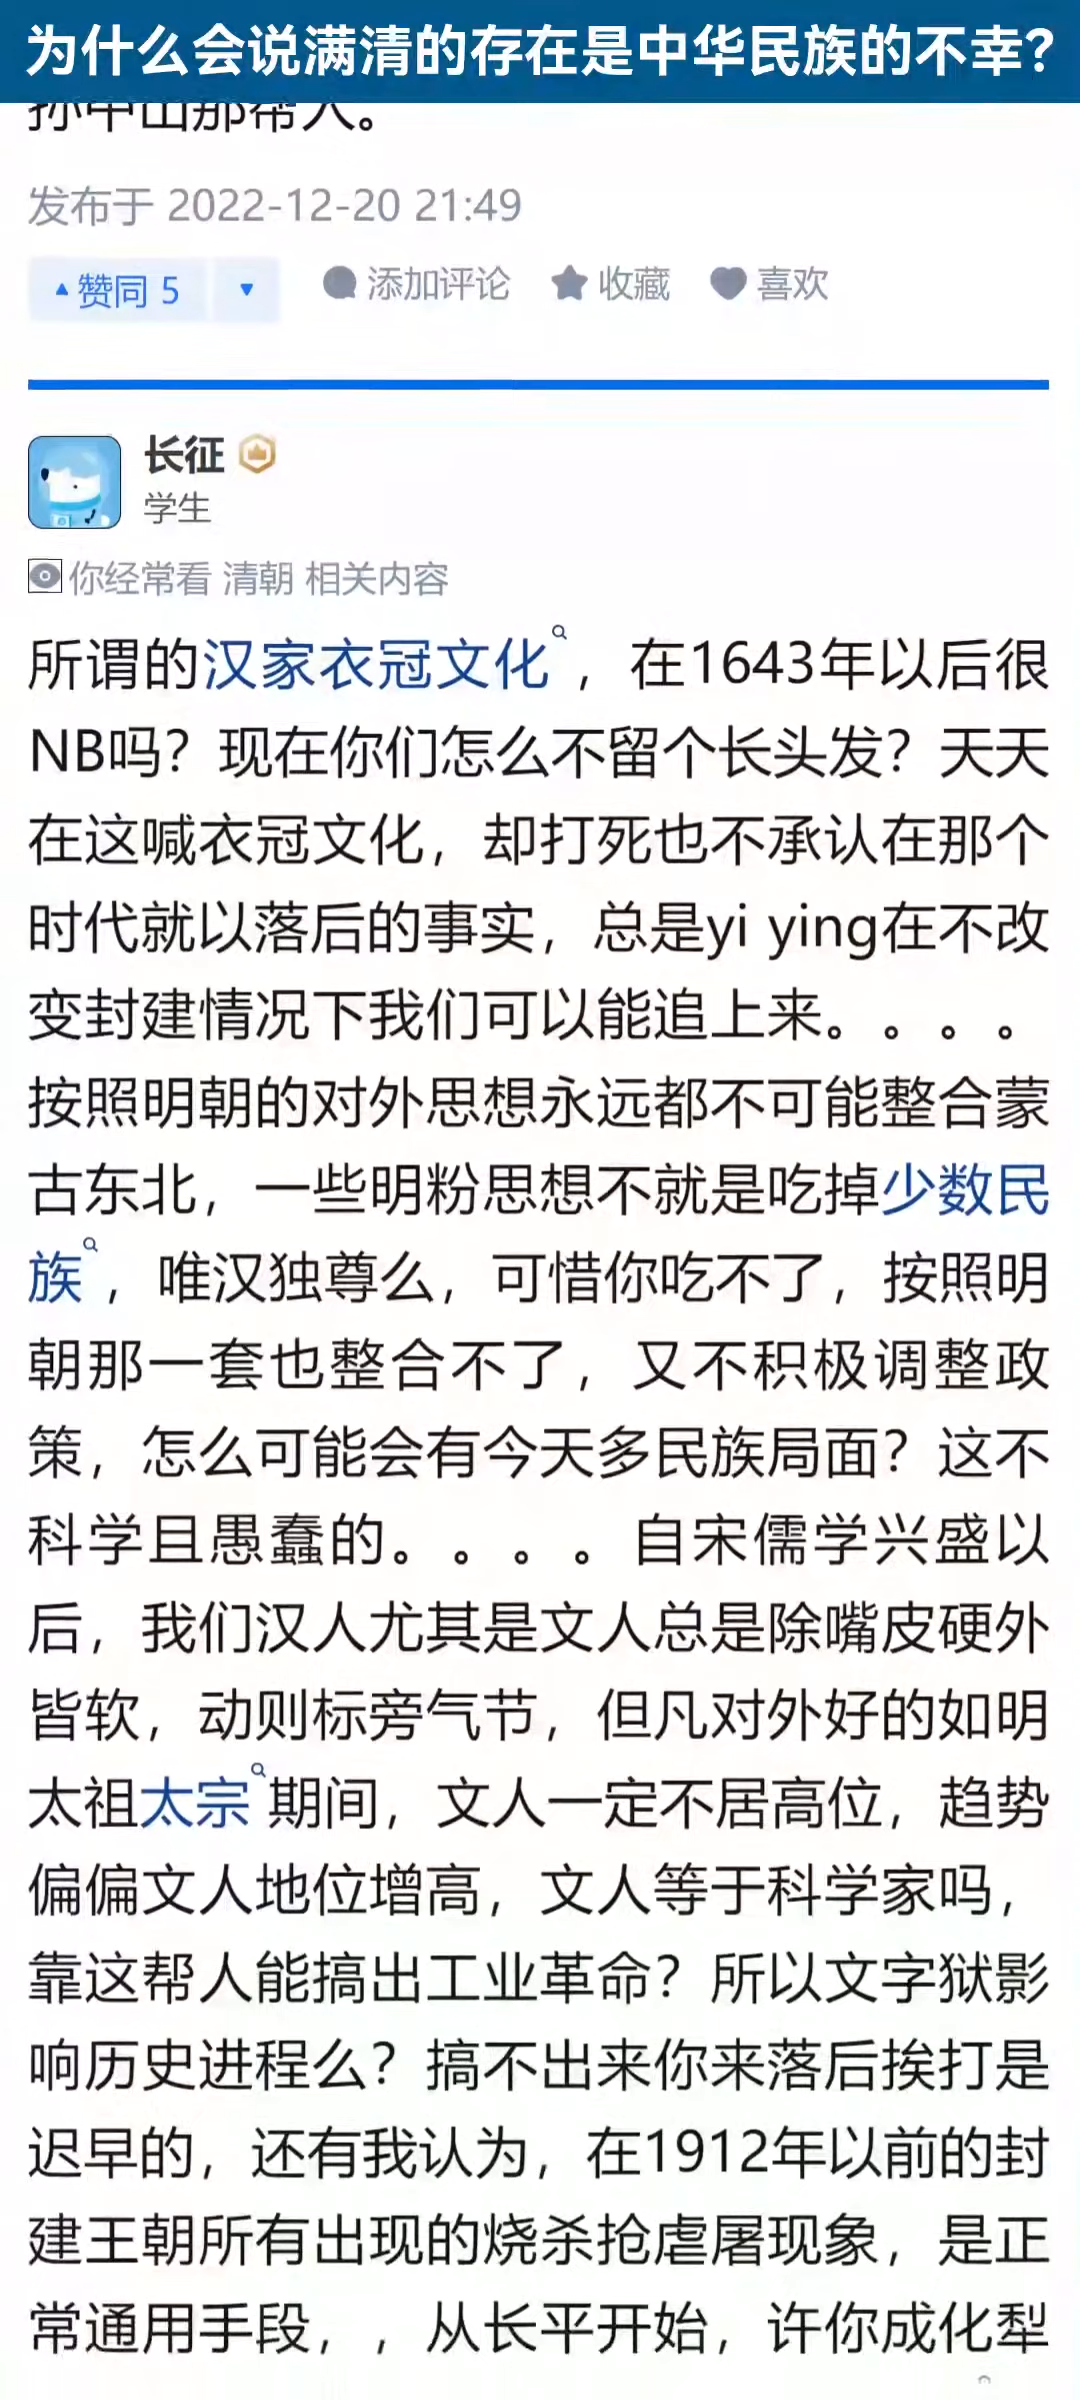 为什么会说满清的存在是中华民族的不幸？
孙中山那帮人。
发布于 2022-12-20 21:49
赞同 5
添加评论
收藏
喜欢
长征
学生
你经常看 清朝 相关内容
所谓的汉家衣冠文化，在1643年以后很
NB吗？现在你们怎么不留个长头发？天天
在这喊衣冠文化，却打死也不承认在那个
时代就以落后的事实，总是yi ying在不改
变封建情况下我们可以能追上来。。。。
按照明朝的对外思想永远都不可能整合蒙
古东北，一些明粉思想不就是吃掉少数民
族，唯汉独尊么，可惜你吃不了，按照明
朝那一套也整合不了，又不积极调整政
策，怎么可能会有今天多民族局面？这不
科学且愚蠢的。。。。自宋儒学兴盛以
后，我们汉人尤其是文人总是除嘴皮硬外
皆软，动则标旁气节，但凡对外好的如明
太祖太宗期间，文人一定不居高位，趋势
偏偏文人地位增高，文人等于科学家吗，
靠这帮人能搞出工业革命？所以文字狱影
响历史进程么？搞不出来你来落后挨打是
迟早的，还有我认为，在1912年以前的封
建王朝所有出现的烧杀抢虐屠现象，是正
常通用手段，，从长平开始，许你成化犁